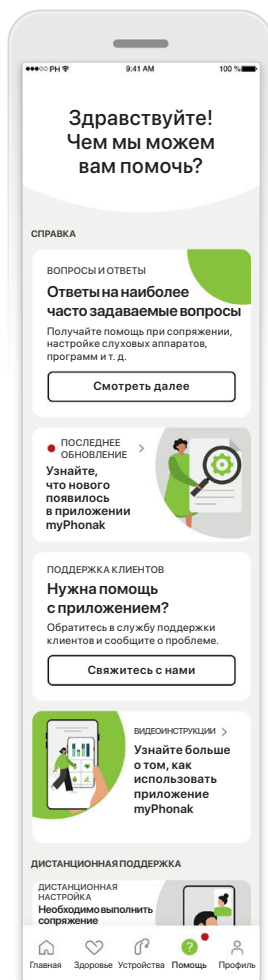 PH 9:41 AM 100 %
Здравствуйте!
Чем мы можем
вам помочь?
СПРАВКА
ВОПРОСЫ И ОТВЕТЫ
Ответы на наиболее
часто задаваемые вопросы
Получайте помощь при сопряжении,
настройке слуховых аппаратов,
программ и т. д.
Смотреть далее
ПОСЛЕДНЕЕ
ОБНОВЛЕНИЕ
Узнайте,
что нового
появилось
в приложении
myPhonak
ПОДДЕРЖКА КЛИЕНТОВ
Нужна помощь
с приложением?
Обратитесь в службу поддержки
клиентов и сообщите о проблеме.
Свяжитесь с нами
ВИДЕОИНСТРУКЦИИ
Узнайте больше
о том, как
использовать
приложение
myPhonak
ДИСТАНЦИОННАЯ ПОДДЕРЖКА
ДИСТАНЦИОННАЯ
НАСТРОЙКА
Необходимо выполнить
сопряжение
Главная Здоровье Устройства Помощь Профиль